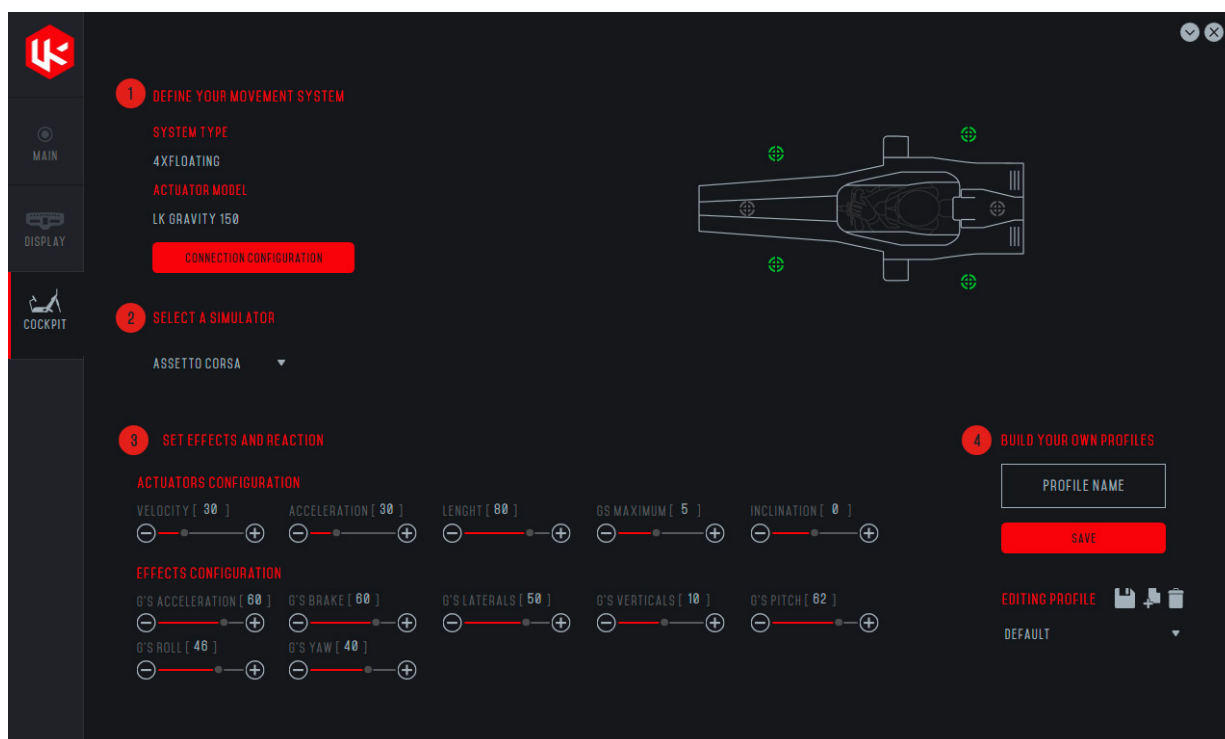 MAIN
DISPLAY
COCKPIT
1 DEFINE YOUR MOVEMENT SYSTEM
SYSTEM TYPE
4XFLOATING
ACTUATOR MODEL
LK GRAVITY 150
CONNECTION CONFIGURATION
2 SELECT A SIMULATOR
ASSETTO CORSA
3 SET EFFECTS AND REACTION
ACTUATORS CONFIGURATION
VELOCITY [ 30 ] ACCELERATION [ 30 ] LENGHT [ 80 ] GS MAXIMUM [ 5 ] INCLINATION [ 0 ]
EFFECTS CONFIGURATION
G'S ACCELERATION [ 60 ] G'S BRAKE [ 60 ] G'S LATERALS [ 50 ] G'S VERTICALS [ 10 ] G'S PITCH [ 62 ]
G'S ROLL [ 46 ] G'S YAW [ 40 ]
4 BUILD YOUR OWN PROFILES
PROFILE NAME
SAVE
EDITING PROFILE
DEFAULT